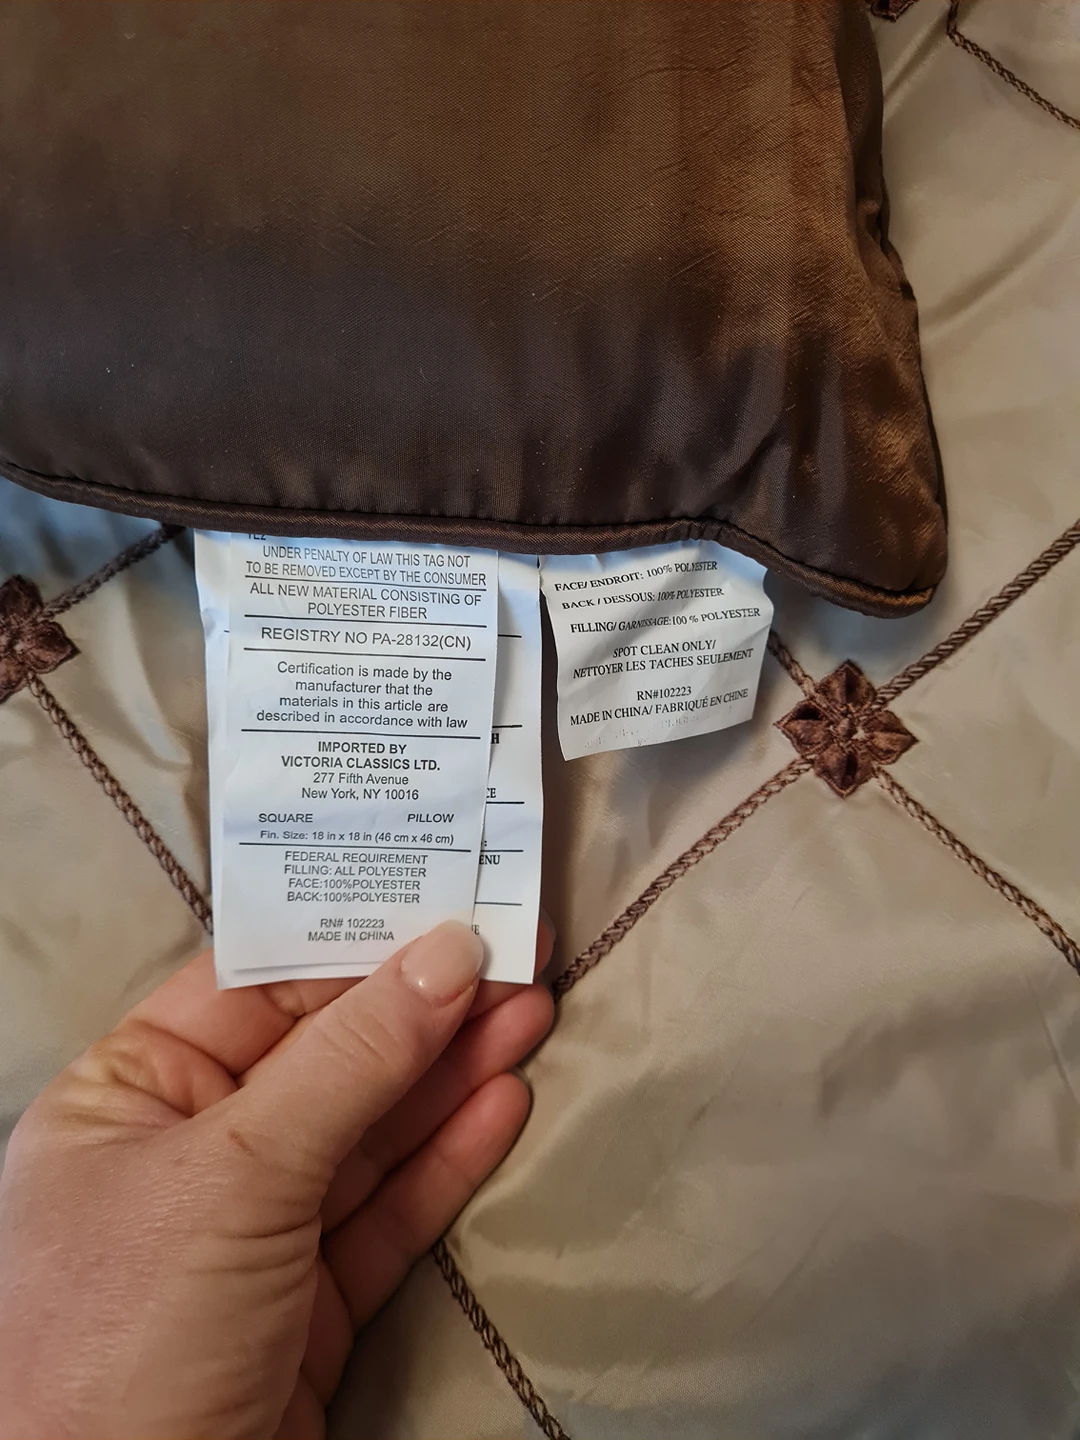 UNDER PENALTY OF LAW THIS TAG NOT
TO BE REMOVED EXCEPT BY THE CONSUMER
ALL NEW MATERIAL CONSISTING OF
POLYESTER FIBER
REGISTRY NO PA-28132(CN)
Certification is made by the
manufacturer that the
materials in this article are
described in accordance with law
IMPORTED BY
VICTORIA CLASSICS LTD.
277 Fifth Avenue
New York, NY 10016
SQUARE PILLOW
Fin. Size: 18 in x 18 in (46 cm x 46 cm)
FEDERAL REQUIREMENT
FILLING: ALL POLYESTER
FACE:100%POLYESTER
BACK:100%POLYESTER
RN# 102223
MADE IN CHINA
FACE/ ENDROIT: 100% POLYESTER
BACK / DESSOUS: 100% POLYESTER
FILLING/ GARNISSAGE:100 % POLYESTER
SPOT CLEAN ONLY/
NETTOYER LES TACHES SEULEMENT
RN#102223
MADE IN CHINA/ FABRIQUÉ EN CHINE